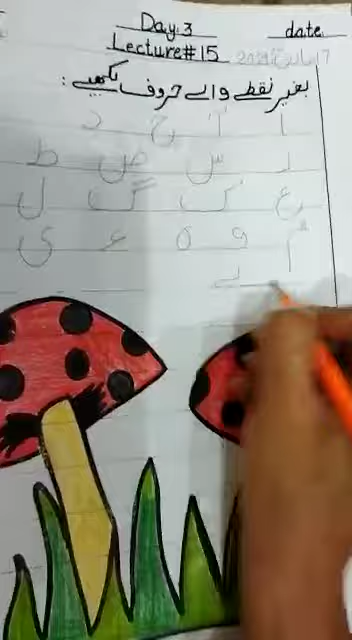 Day: 3
date
Lecture#15
بغیر نقطے والے حروف لکھیے :
ا آ ح د
ر س ص ط
ع ک گ ل
م و ہ ء ی
ے